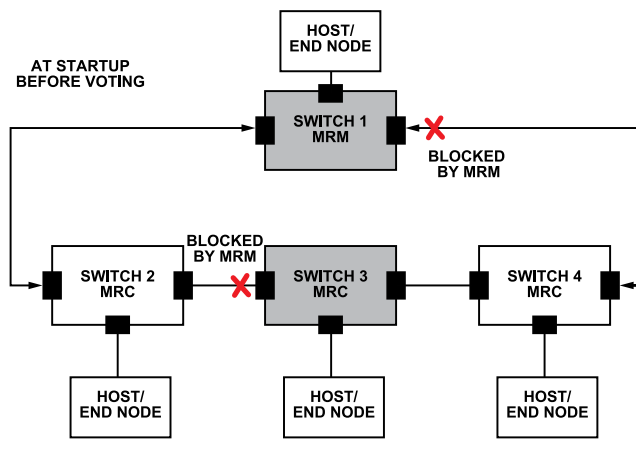 HOST/
END NODE
AT STARTUP
BEFORE VOTING
SWITCH 1
MRM
BLOCKED
BY MRM
BLOCKED
BY MRM
SWITCH 2
MRC
SWITCH 3
MRC
SWITCH 4
MRC
HOST/
END NODE
HOST/
END NODE
HOST/
END NODE